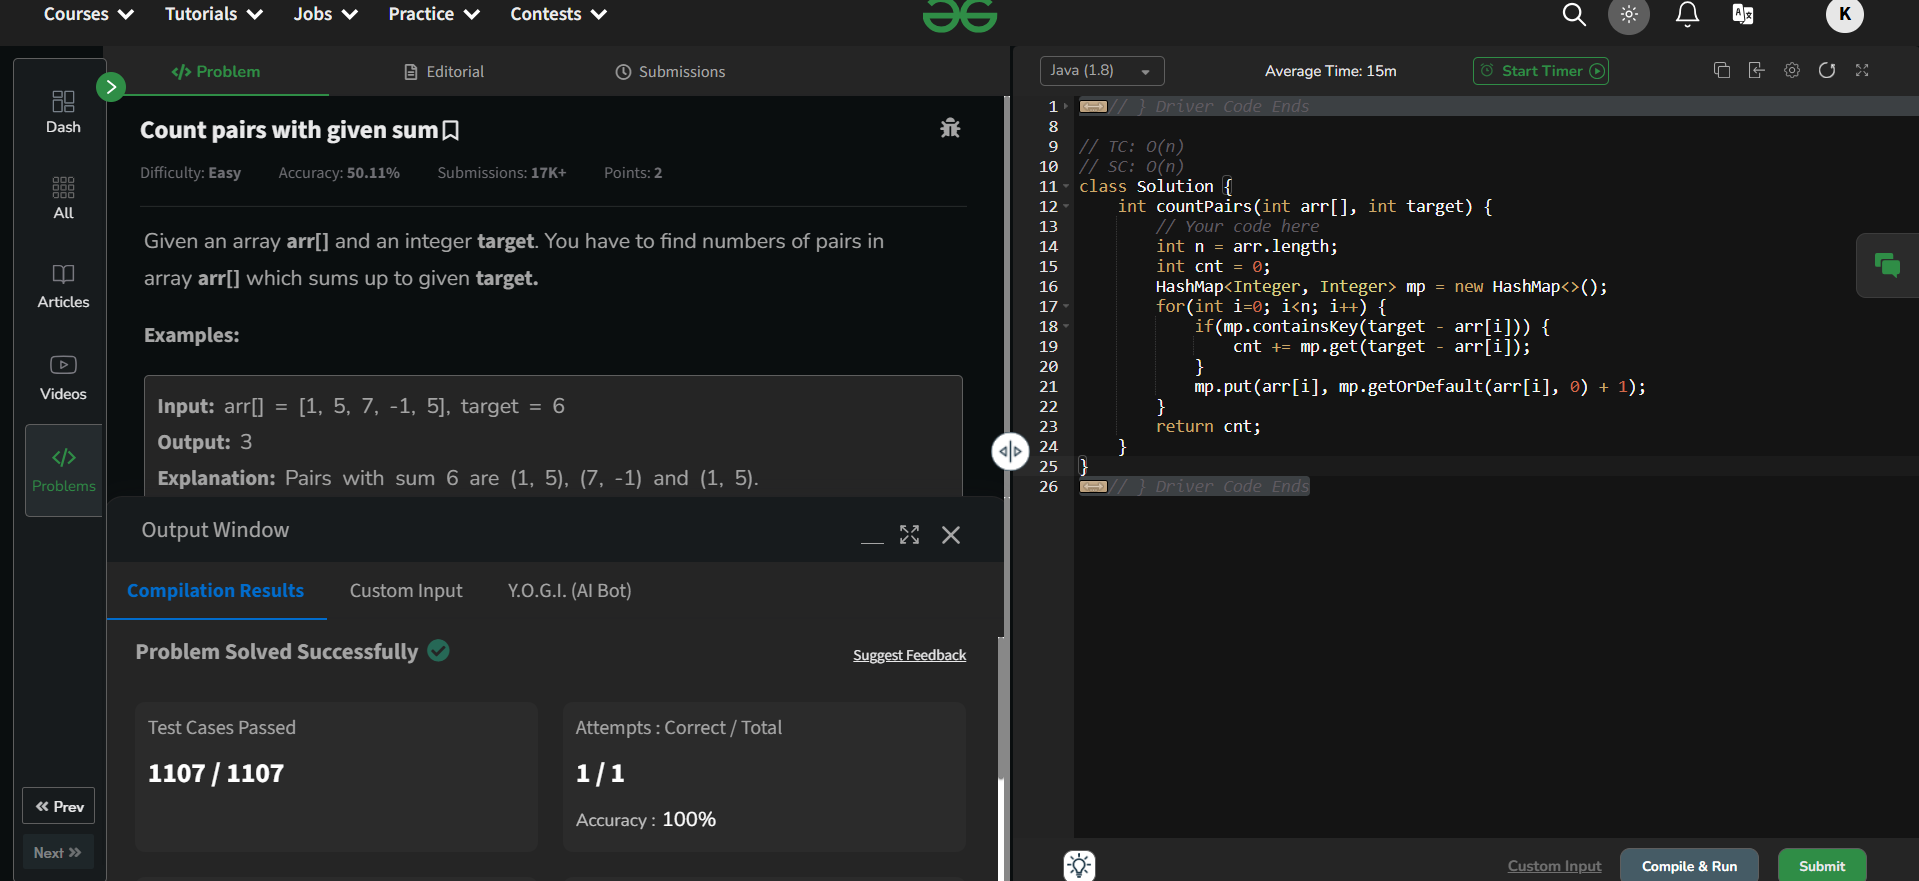 Courses Tutorials Jobs Practice Contests K
Dash
All
Articles
Videos
Problems
Prev
Next
Problem Editorial Submissions
Count pairs with given sum
Difficulty: Easy Accuracy: 50.11% Submissions: 17K+ Points: 2
Given an array arr[] and an integer target. You have to find numbers of pairs in
array arr[] which sums up to given target.
Examples:
Input: arr[] = [1, 5, 7, -1, 5], target = 6
Output: 3
Explanation: Pairs with sum 6 are (1, 5), (7, -1) and (1, 5).
Output Window
Compilation Results Custom Input Y.O.G.I. (AI Bot)
Problem Solved Successfully
Suggest Feedback
Test Cases Passed
1107 / 1107
Attempts : Correct / Total
1 / 1
Accuracy : 100%
Java (1.8) Average Time: 15m Start Timer
1 // } Driver Code Ends
8
9 // TC: O(n)
10 // SC: O(n)
11 class Solution {
12 int countPairs(int arr[], int target) {
13 // Your code here
14 int n = arr.length;
15 int cnt = 0;
16 HashMap<Integer, Integer> mp = new HashMap<>();
17 for(int i=0; i<n; i++) {
18 if(mp.containsKey(target - arr[i])) {
19 cnt += mp.get(target - arr[i]);
20 }
21 mp.put(arr[i], mp.getOrDefault(arr[i], 0) + 1);
22 }
23 return cnt;
24 }
25 }
26 // } Driver Code Ends
Custom Input Compile & Run Submit